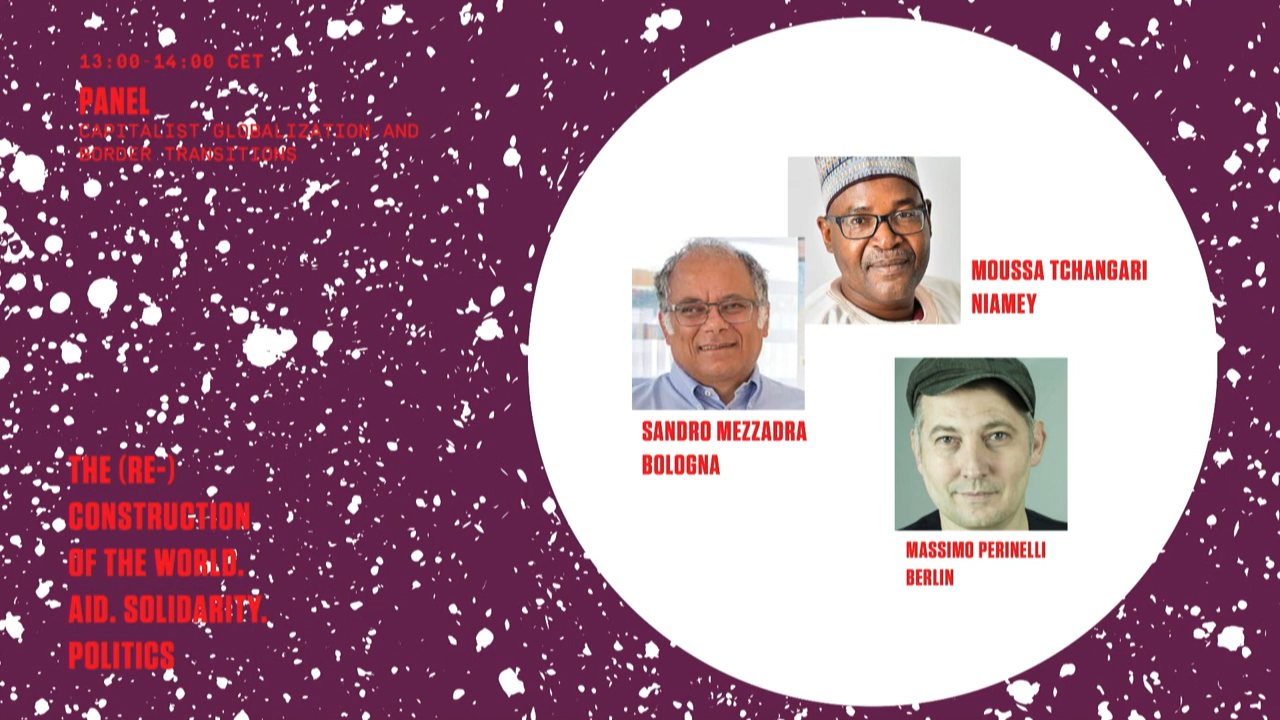 13:00-14:00 CET
PANEL
CAPITALIST GLOBALIZATION AND
BORDER TRANSITIONS
THE (RE-)
CONSTRUCTION
OF THE WORLD.
AID. SOLIDARITY.
POLITICS
MOUSSA TCHANGARI
NIAMEY
SANDRO MEZZADRA
BOLOGNA
MASSIMO PERINELLI
BERLIN